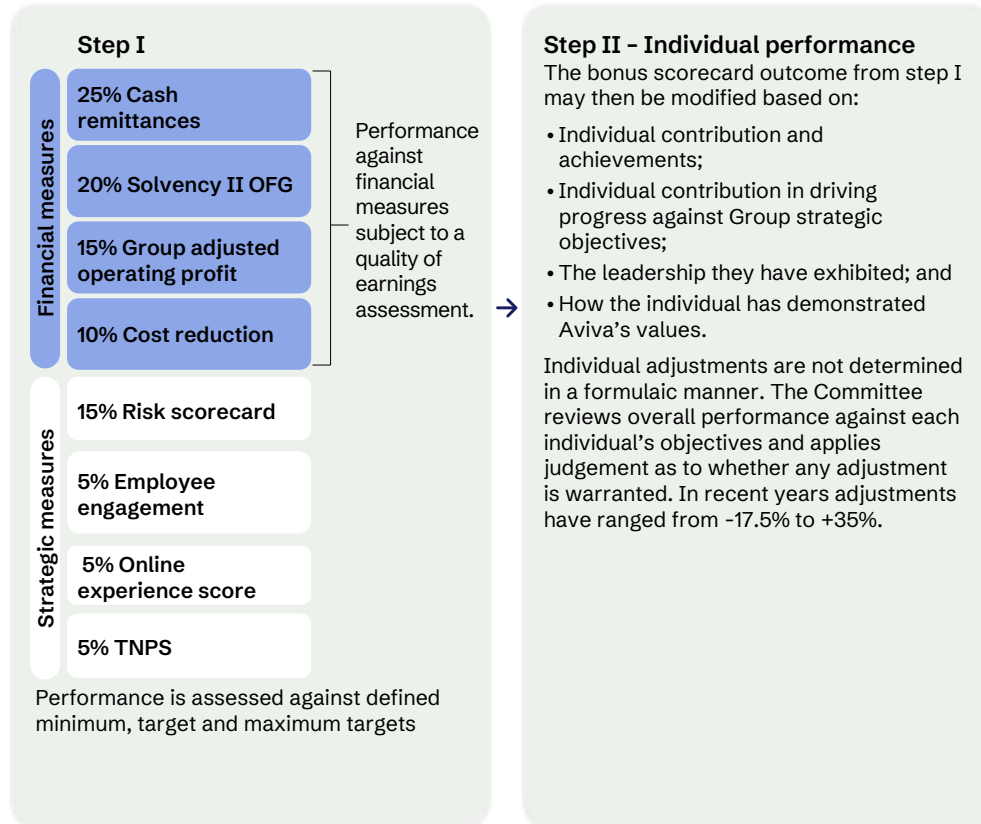 Step I
Financial measures
25% Cash
remittances
20% Solvency II OFG
15% Group adjusted
operating profit
10% Cost reduction
Performance
against
financial
measures
subject to a
quality of
earnings
assessment.
Strategic measures
15% Risk scorecard
5% Employee
engagement
5% Online
experience score
5% TNPS
Performance is assessed against defined
minimum, target and maximum targets
→
Step II – Individual performance
The bonus scorecard outcome from step I
may then be modified based on:
• Individual contribution and
achievements;
• Individual contribution in driving
progress against Group strategic
objectives;
• The leadership they have exhibited; and
• How the individual has demonstrated
Aviva’s values.
Individual adjustments are not determined
in a formulaic manner. The Committee
reviews overall performance against each
individual’s objectives and applies
judgement as to whether any adjustment
is warranted. In recent years adjustments
have ranged from -17.5% to +35%.